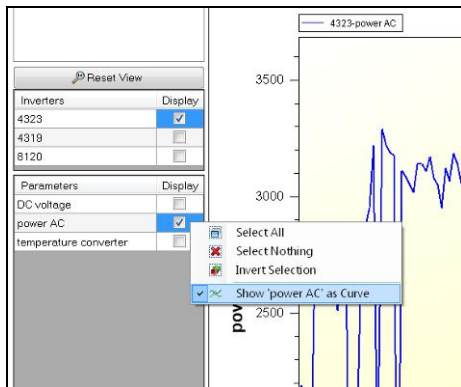 4323-power AC
Reset View
Inverters Display
4323
4319
8120
Parameters Display
DC voltage
power AC
temperature converter
Select All
Select Nothing
Invert Selection
Show 'power AC' as Curve
3500
3000
2500
pov